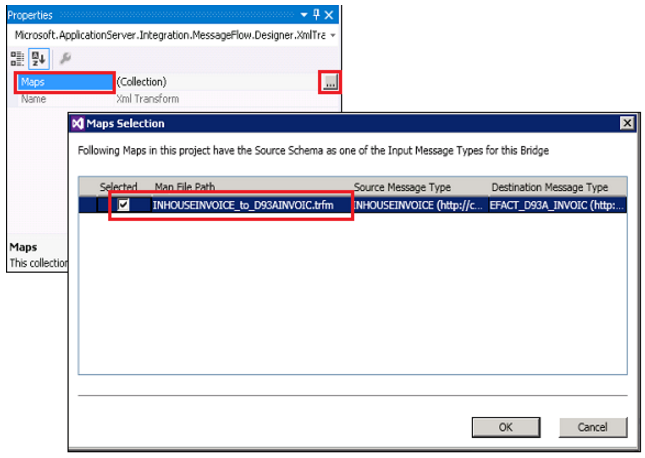 Properties
Microsoft.ApplicationServer.Integration.MessageFlow.Designer.XmlTra
Maps (Collection) ...
Name Xml Transform
Maps Selection
Following Maps in this project have the Source Schema as one of the Input Message Types for this Bridge
Selected Map File Path Source Message Type Destination Message Type
INHOUSEINVOICE_to_D93AINVOIC.trfm INHOUSEINVOICE (http://c... EFACT_D93A_INVOIC (http:...
Maps
This collection
OK Cancel